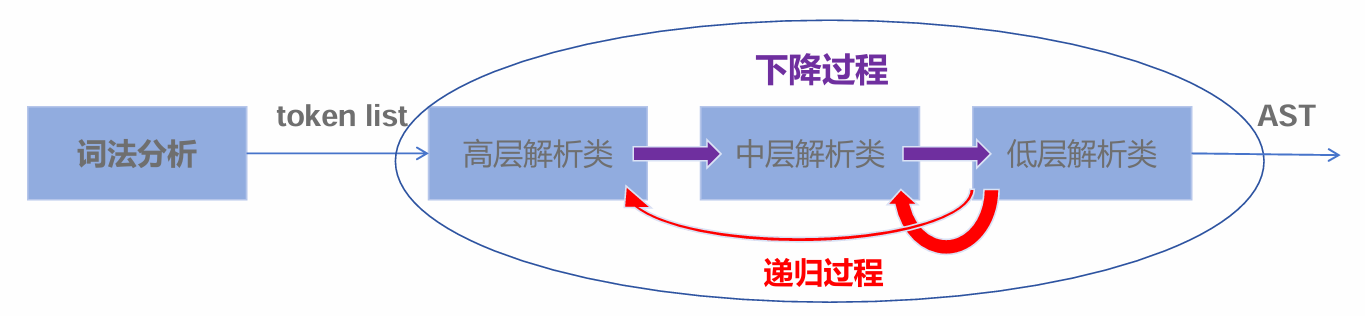 下降过程
token list
AST
词法分析
高层解析类
中层解析类
低层解析类
递归过程